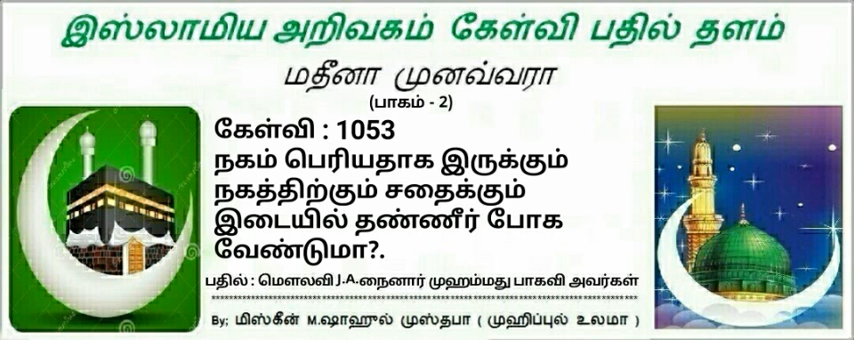 இஸ்லாமிய அறிவகம் கேள்வி பதில் தளம்
மதீனா முனவ்வரா
(பாகம் - 2)
கேள்வி : 1053
நகம் பெரியதாக இருக்கும்
நகத்திற்கும் சதைக்கும்
இடையில் தண்ணீர் போக
வேண்டுமா?.
பதில் : மௌலவி J.A.நைனார் முஹம்மது பாகவி அவர்கள்
By; மிஸ்கீன் M.ஷாஹுல் முஸ்தபா ( முஹிப்புல் உலமா )